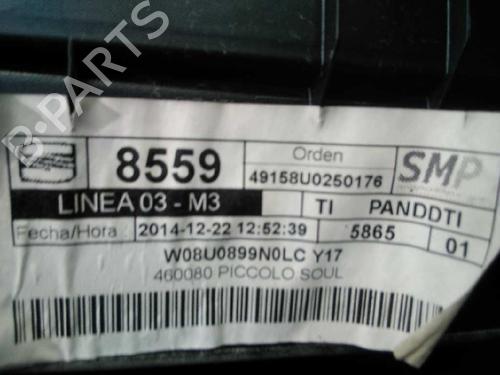 B-PARTS
8559
Orden
49158U0250176
SMP
LINEA 03 - M3
TI PANDDTI
Fecha/Hora: 2014-12-22 12:52:39
5865
01
W08U0899N0LC Y17
460080 PICCOLO SOUL